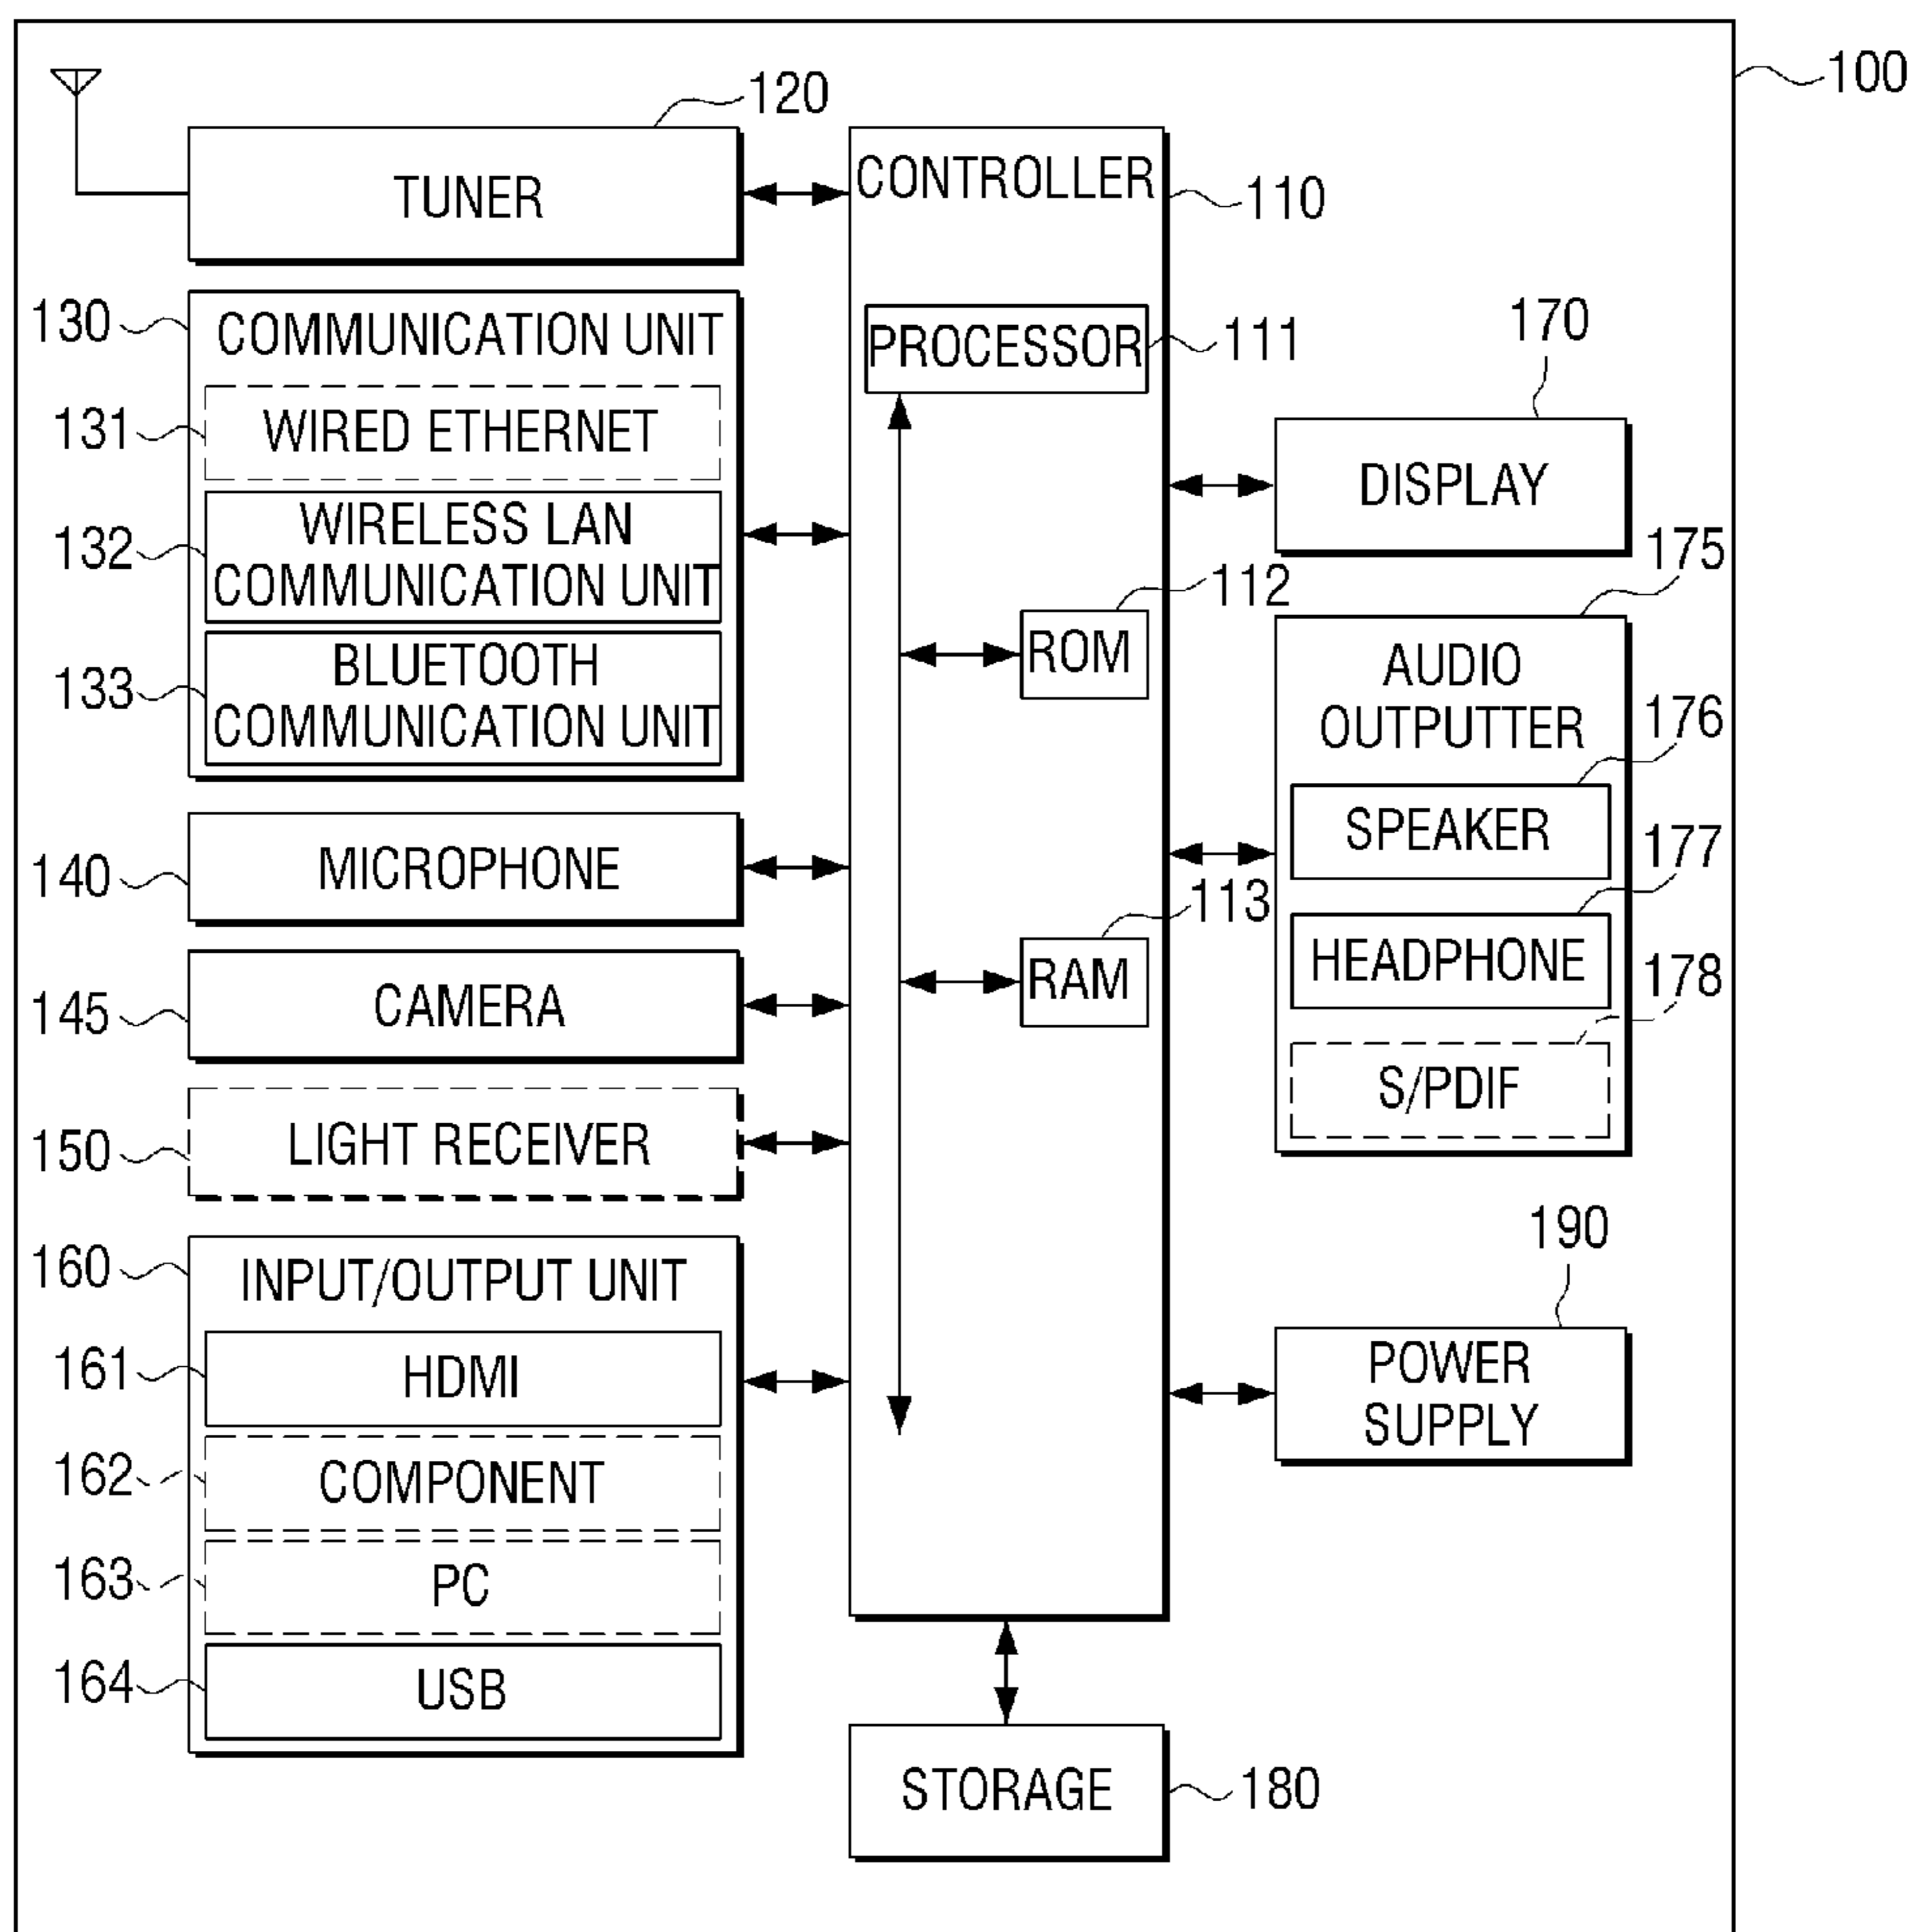 100
120
TUNER
CONTROLLER
110
130
COMMUNICATION UNIT
131
WIRED ETHERNET
132
WIRELESS LAN
COMMUNICATION UNIT
133
BLUETOOTH
COMMUNICATION UNIT
140
MICROPHONE
145
CAMERA
150
LIGHT RECEIVER
160
INPUT/OUTPUT UNIT
161
HDMI
162
COMPONENT
163
PC
164
USB
PROCESSOR
111
112
ROM
113
RAM
170
DISPLAY
175
AUDIO
OUTPUTTER
176
SPEAKER
177
HEADPHONE
178
S/PDIF
190
POWER
SUPPLY
STORAGE
180